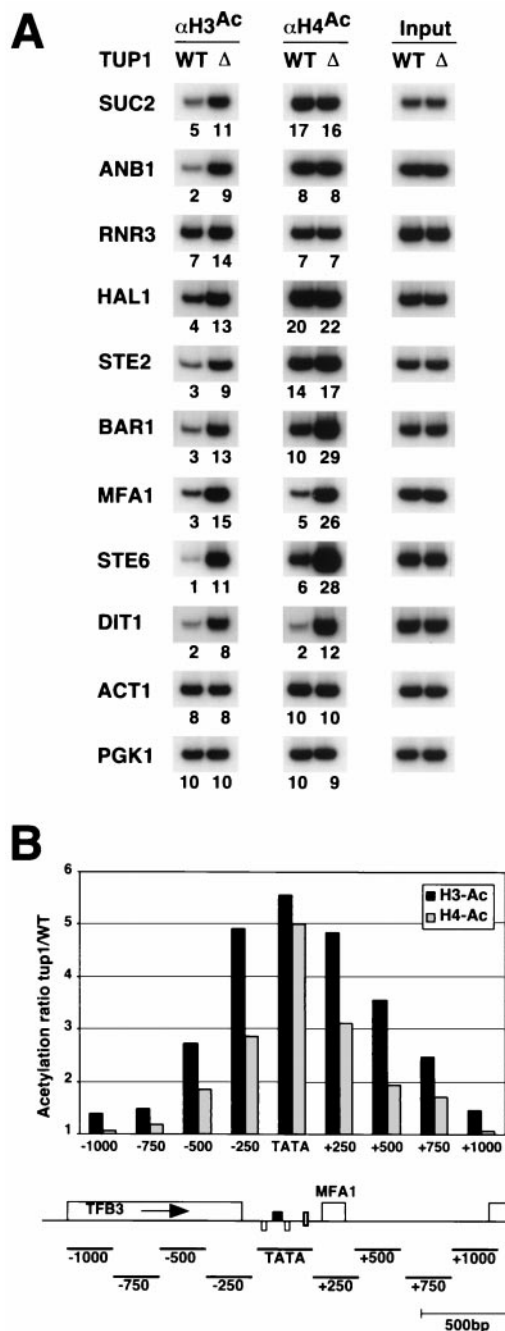 A
αH3Ac αH4Ac Input
TUP1 WT Δ WT Δ WT Δ
SUC2
5 11 17 16
ANB1
2 9 8 8
RNR3
7 14 7 7
HAL1
4 13 20 22
STE2
3 9 14 17
BAR1
3 13 10 29
MFA1
3 15 5 26
STE6
1 11 6 28
DIT1
2 8 2 12
ACT1
8 8 10 10
PGK1
10 10 10 9
B
Acetylation ratio tup1/WT
6
5
4
3
2
1
H3-Ac
H4-Ac
-1000 -750 -500 -250 TATA +250 +500 +750 +1000
MFA1
TFB3
-1000 -500 TATA +500 +1000
-750 -250 +250 +750
500bp